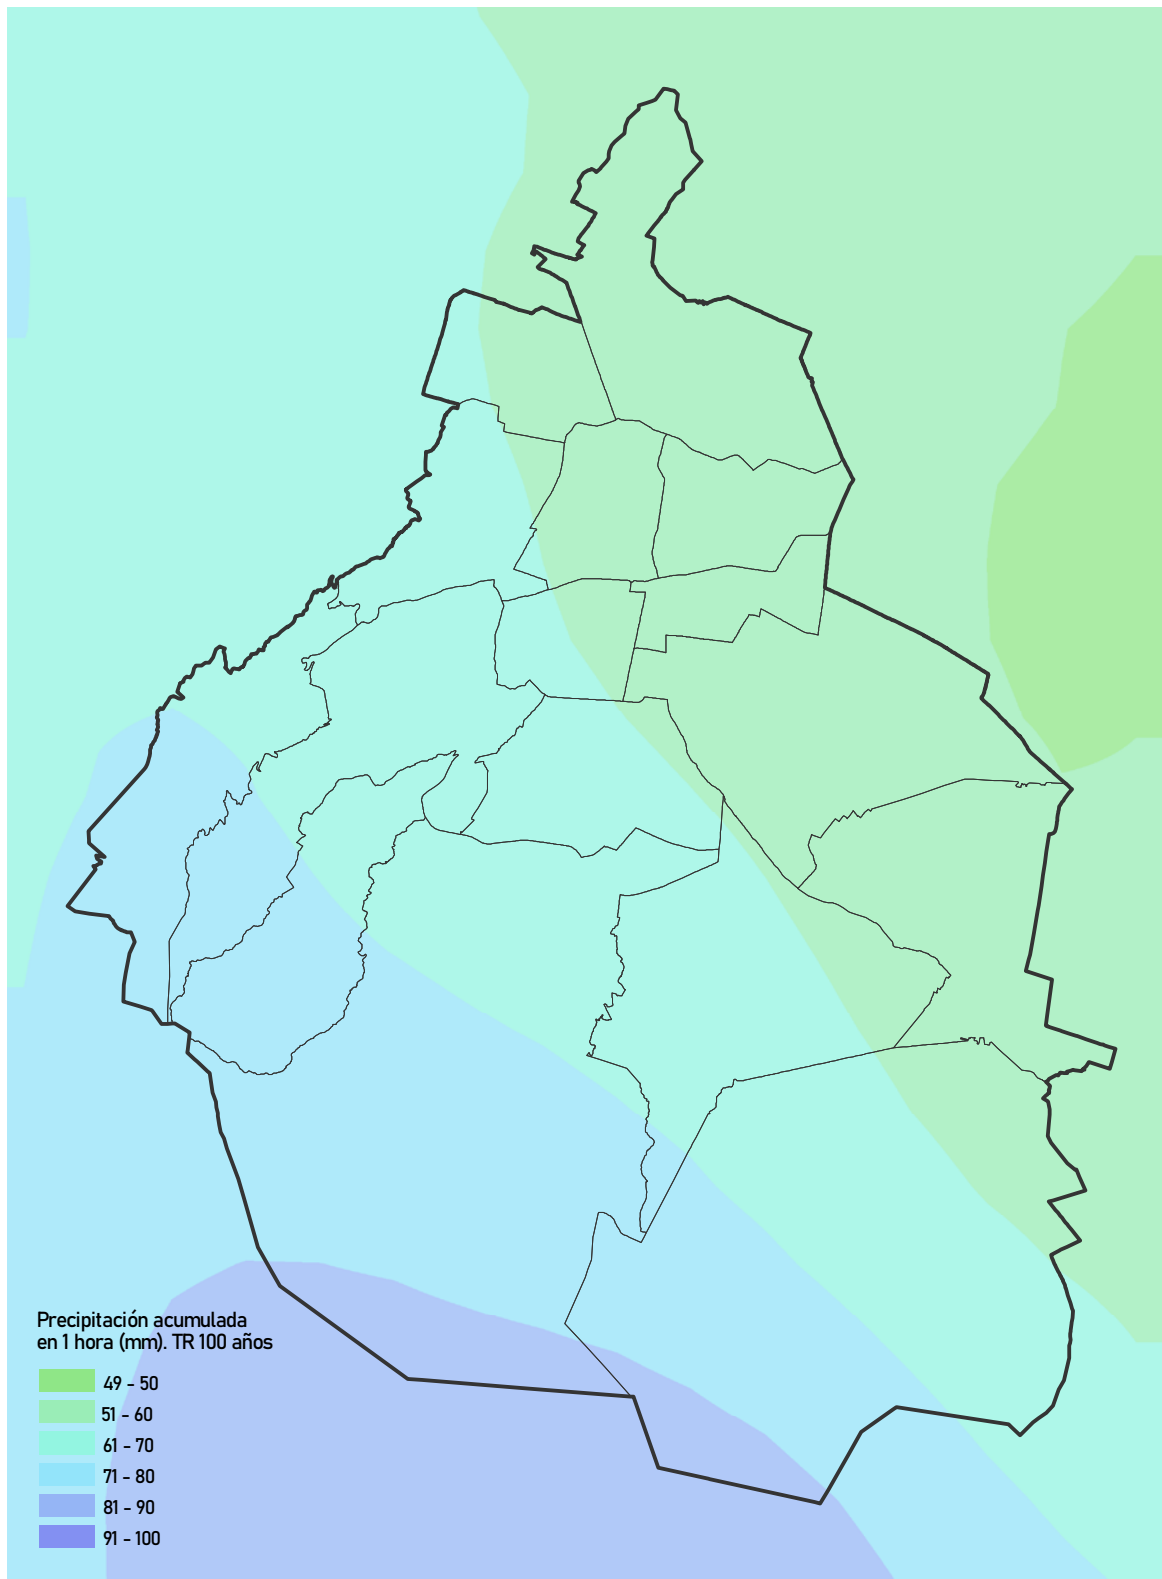 Precipitación acumulada
en 1 hora (mm). TR 100 años
49 - 50
51 - 60
61 - 70
71 - 80
81 - 90
91 - 100